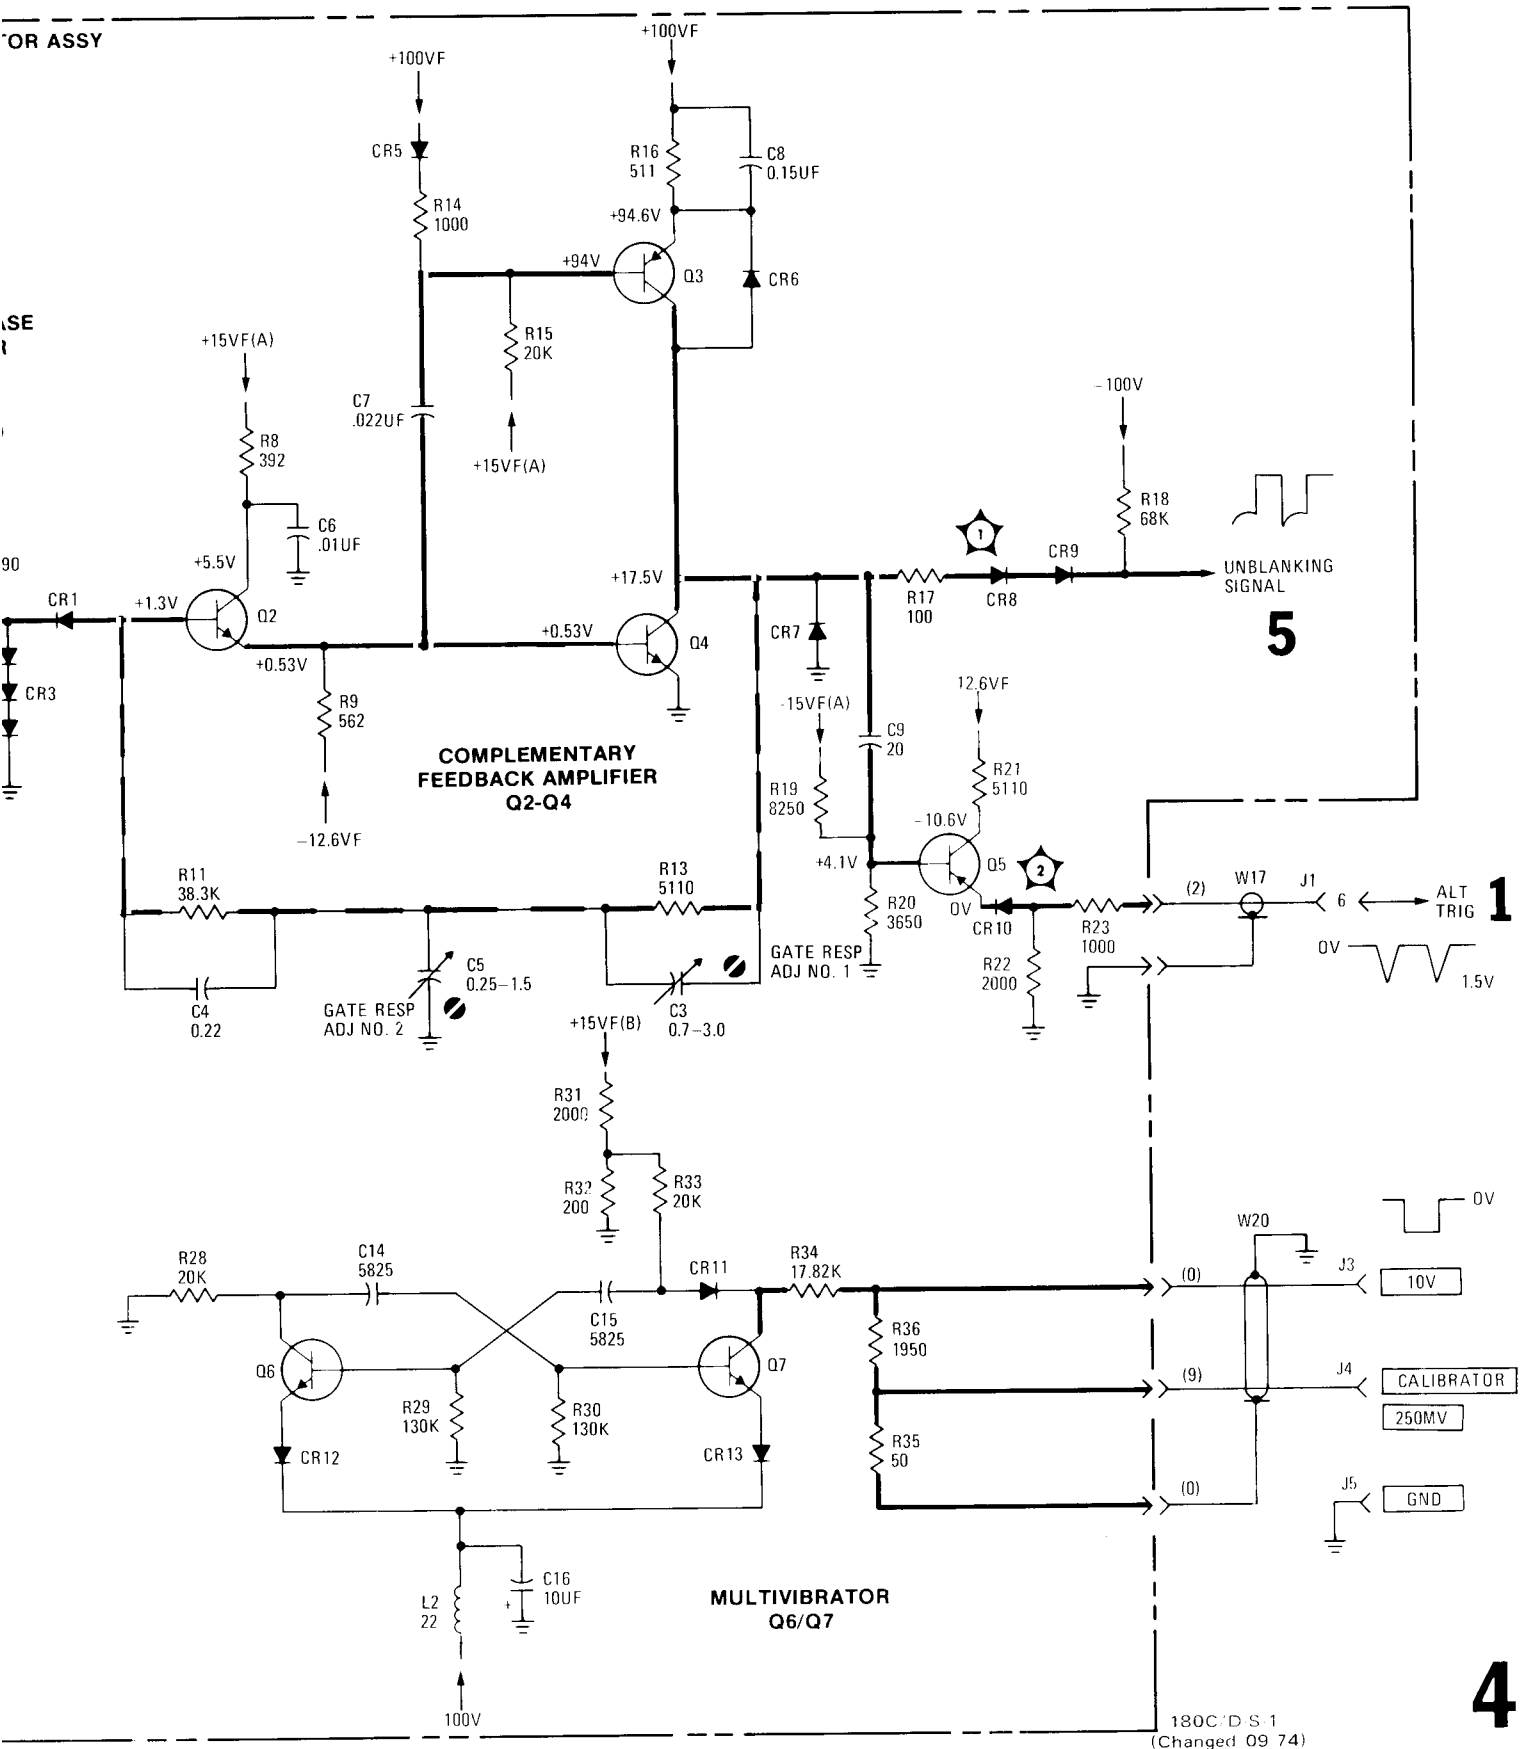 +100VF
TOR ASSY
+100VF
CR5
R16
511
C8
0.15UF
R14
1000
+94.6V
+94V
Q3
CR6
ASE
R
+15VF(A)
R15
20K
-100V
C7
.022UF
R8
392
+15VF(A)
R18
68K
C6
.01UF
1
90
+5.5V
CR9
UNBLANKING
SIGNAL
+17.5V
CR1
+1.3V
Q2
R17
100
CR8
5
+0.53V
Q4
CR7
+0.53V
CR3
R9
562
12.6VF
-15VF(A)
COMPLEMENTARY
FEEDBACK AMPLIFIER
Q2-Q4
C9
20
R21
5110
R19
8250
-10.6V
−12.6VF
+4.1V
Q5
2
R11
38.3K
R13
5110
(2)
W17
J1
6
ALT
TRIG
1
R20
3650
0V
CR10
R23
1000
GATE RESP
ADJ NO. 1
0V
C5
0.25−1.5
R22
2000
1.5V
C4
0.22
GATE RESP
ADJ NO. 2
C3
0.7−3.0
+15VF(B)
R31
2000
R32
200
R33
20K
0V
W20
R28
20K
C14
5825
CR11
R34
17.82K
(0)
J3
10V
C15
5825
R36
1950
Q6
Q7
(9)
J4
CALIBRATOR
250MV
R29
130K
R30
130K
CR12
CR13
R35
50
(0)
J5
GND
C16
10UF
+
L2
22
MULTIVIBRATOR
Q6/Q7
100V
4
180C/D-S-1
(Changed 09 74)